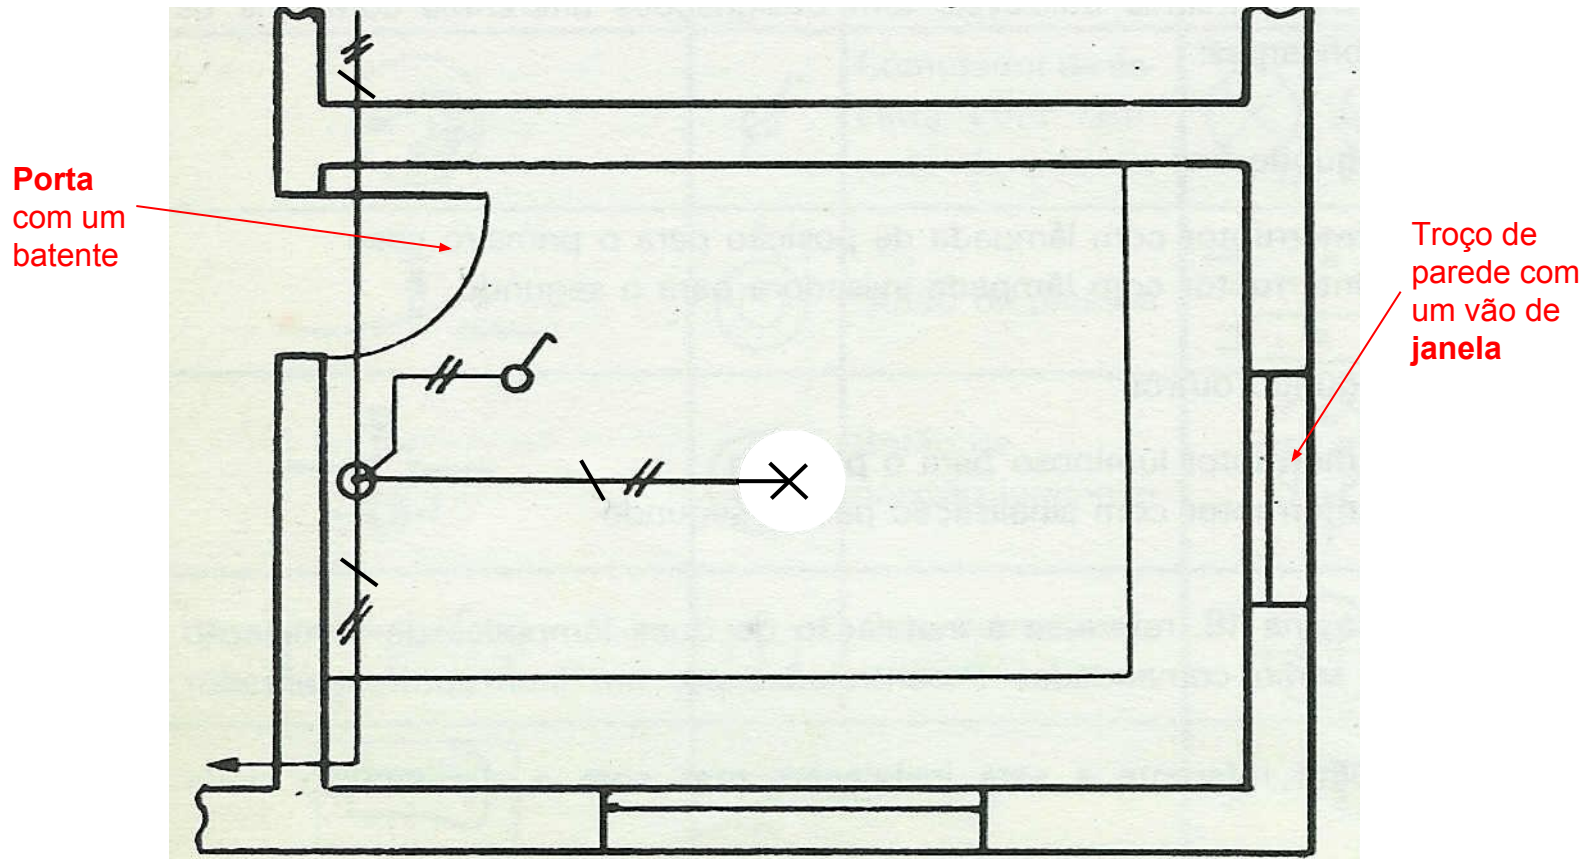 Porta
com um
batente
Troço de
parede com
um vão de
janela